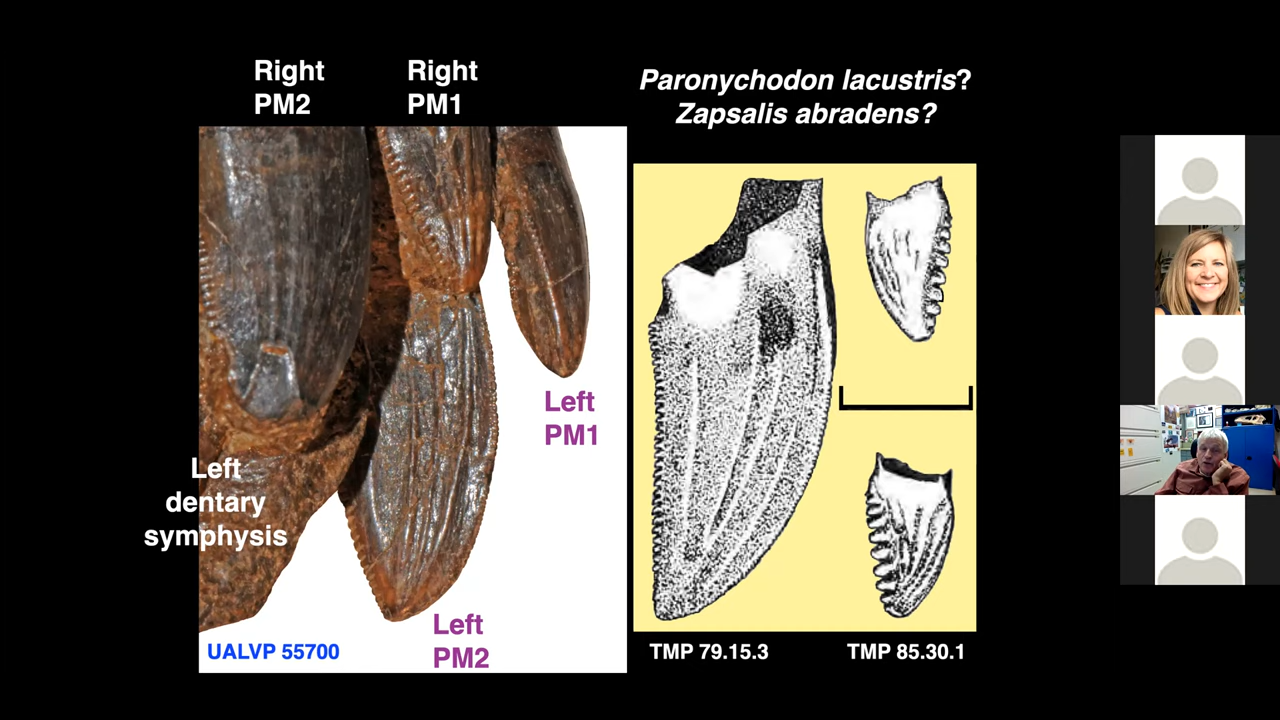 Right
PM2
Right
PM1
Paronychodon lacustris?
Zapsalis abradens?
Left
PM1
Left
dentary
symphysis
Left
PM2
UALVP 55700
TMP 79.15.3
TMP 85.30.1